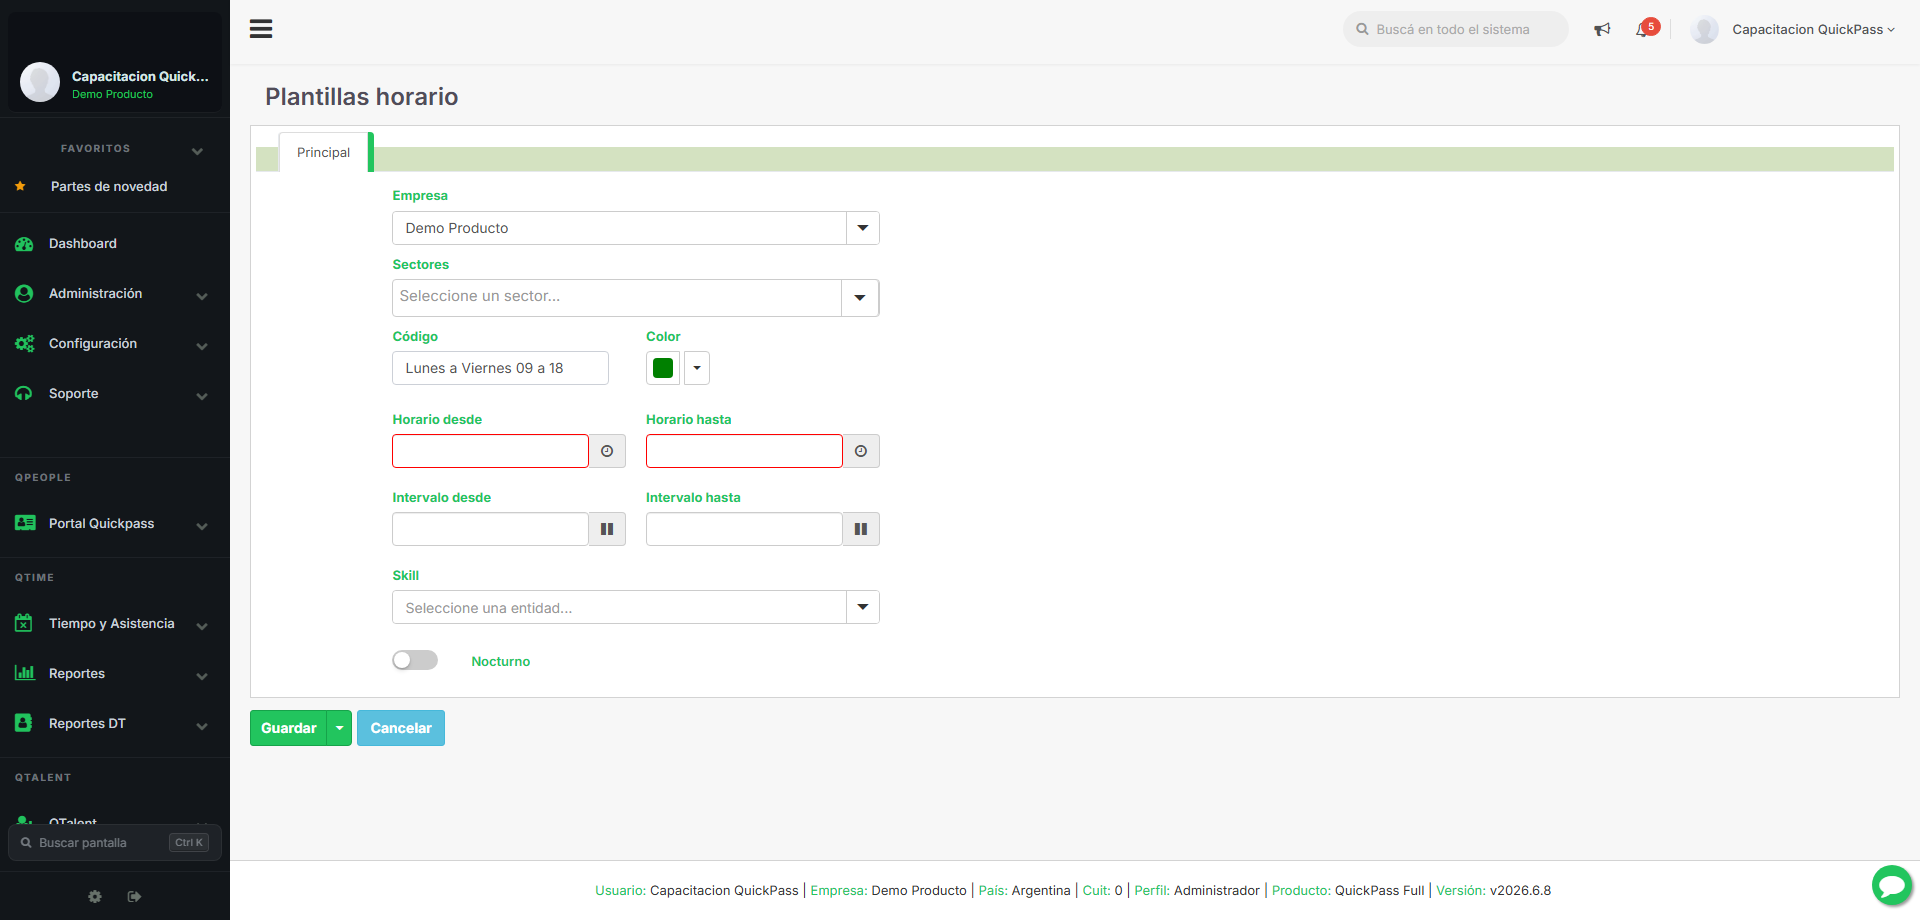 Capacitacion Quick...
Demo Producto
FAVORITOS
Partes de novedad
Dashboard
Administración
Configuración
Soporte
QPEOPLE
Portal Quickpass
QTIME
Tiempo y Asistencia
Reportes
Reportes DT
QTALENT
QTalent
Buscar pantalla
Ctrl K
Buscá en todo el sistema
5
Capacitacion QuickPass
Plantillas horario
Principal
Empresa
Demo Producto
Sectores
Seleccione un sector...
Código
Color
Lunes a Viernes 09 a 18
Horario desde
Horario hasta
Intervalo desde
Intervalo hasta
Skill
Seleccione una entidad...
Nocturno
Guardar
Cancelar
Usuario: Capacitacion QuickPass | Empresa: Demo Producto | País: Argentina | Cuit: 0 | Perfil: Administrador | Producto: QuickPass Full | Versión: v2026.6.8